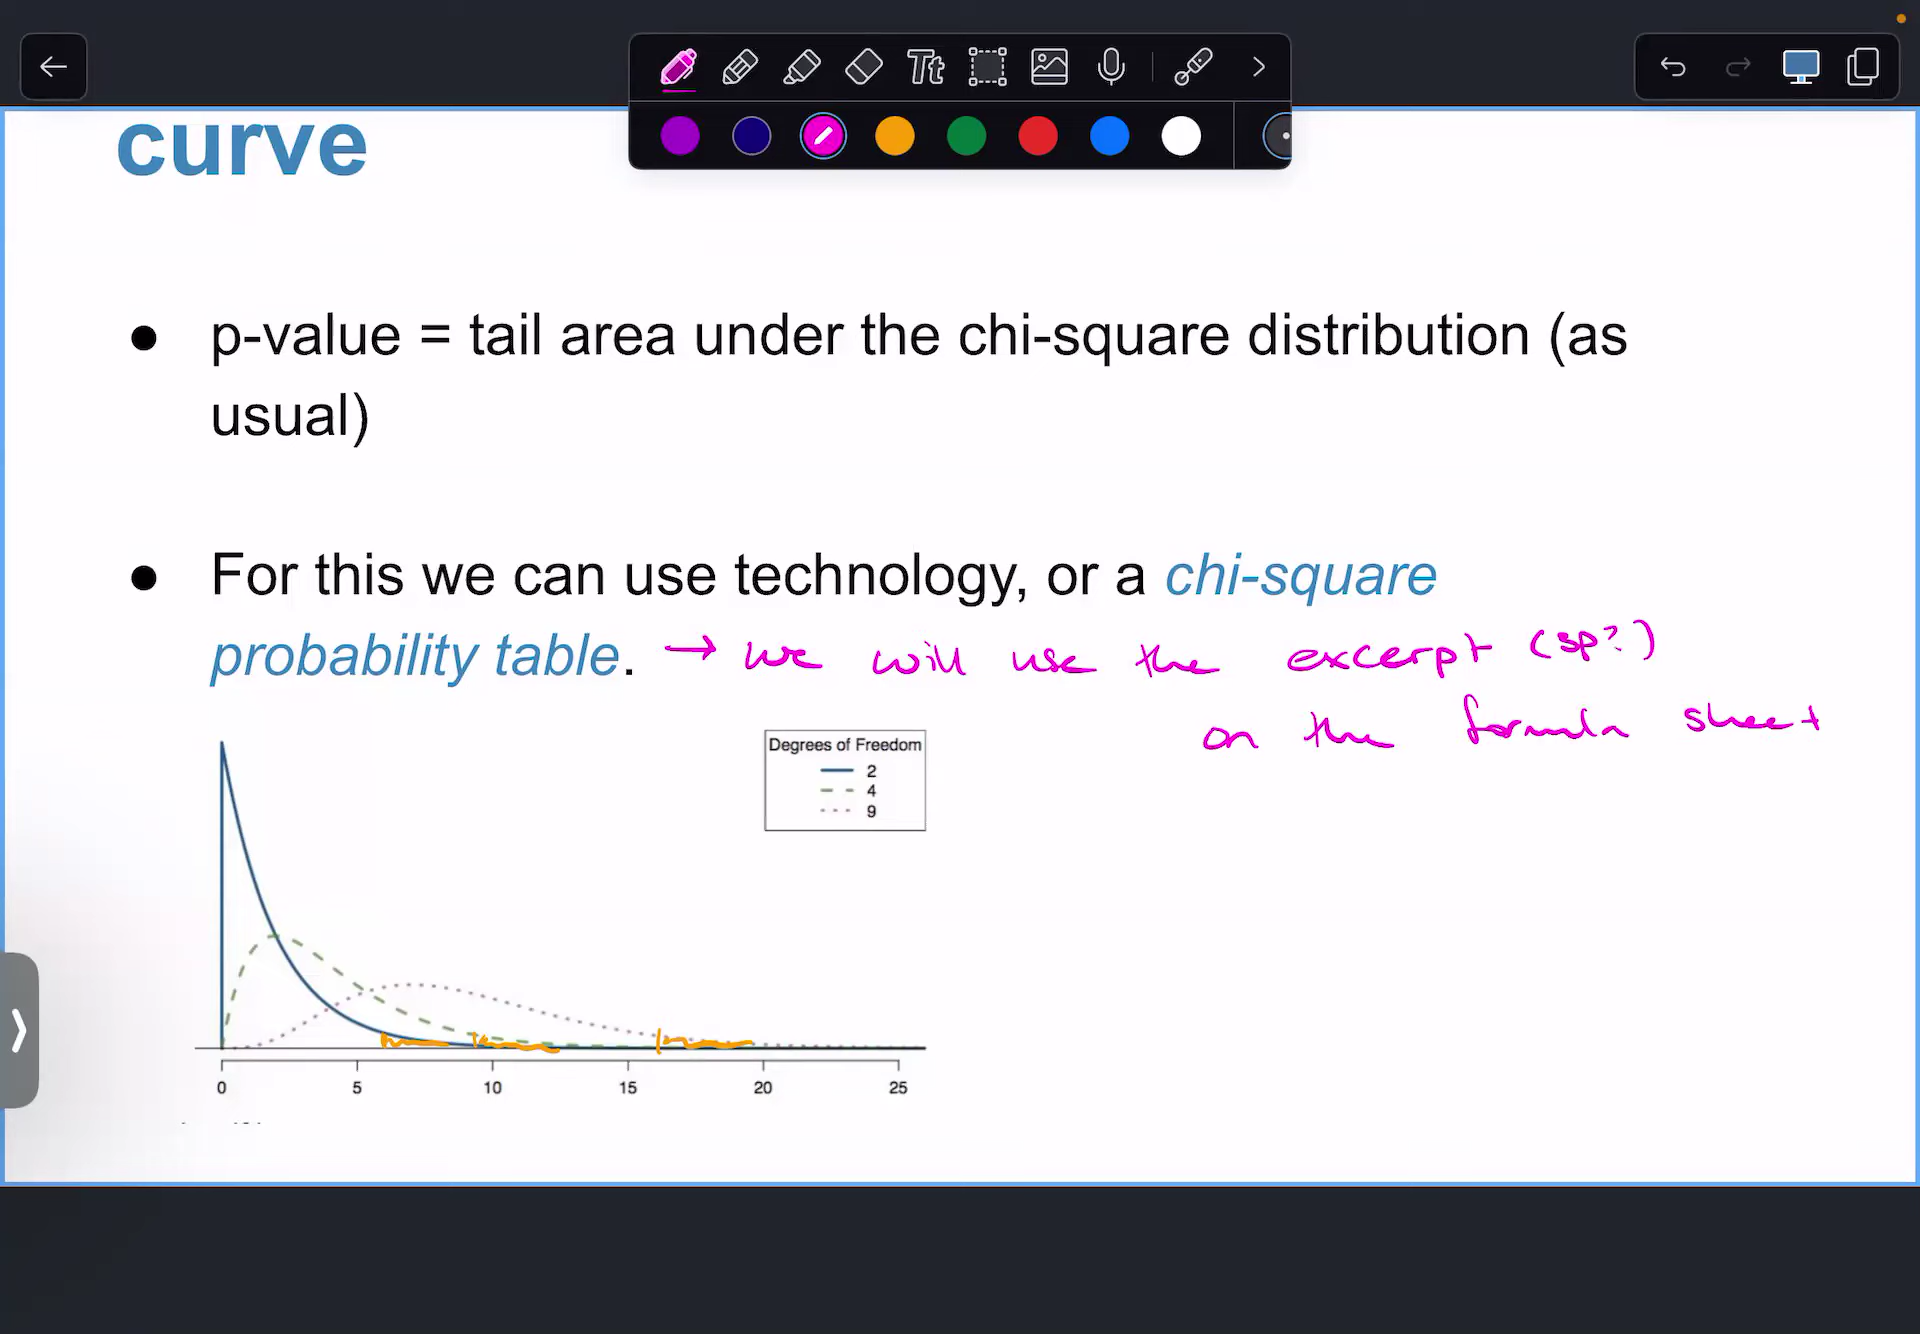 Tt
curve
● p-value = tail area under the chi-square distribution (as
usual)
● For this we can use technology, or a chi-square
probability table. → we will use the excerpt (sp?)
on the formula sheet
Degrees of Freedom
2
4
9
0 5 10 15 20 25